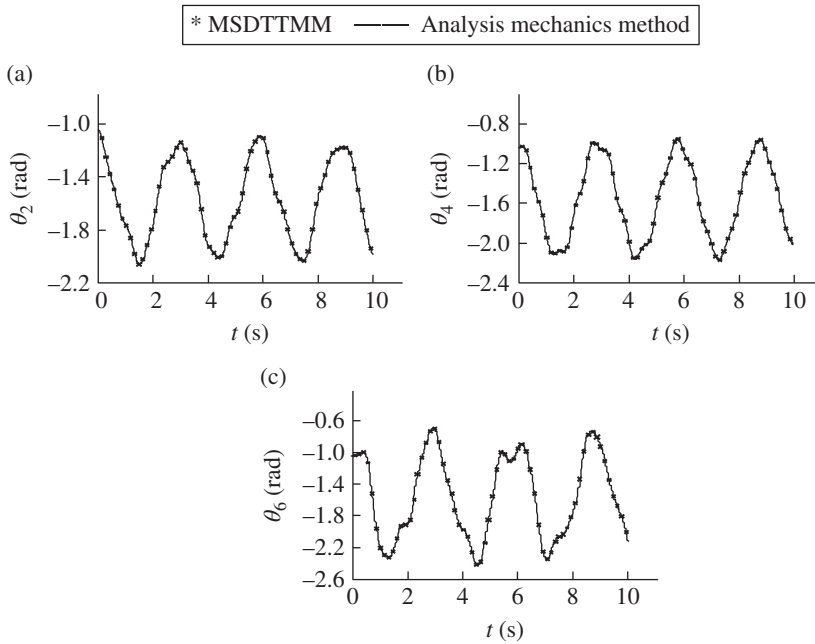 * MSDTTMM —— Analysis mechanics method
(a)
θ2 (rad)
−1.0
−1.4
−1.8
−2.2
0 2 4 6 8 10
t (s)
(b)
θ4 (rad)
−0.8
−1.2
−1.6
−2.0
−2.4
0 2 4 6 8 10
t (s)
(c)
θ6 (rad)
−0.6
−1.0
−1.4
−1.8
−2.2
−2.6
0 2 4 6 8 10
t (s)